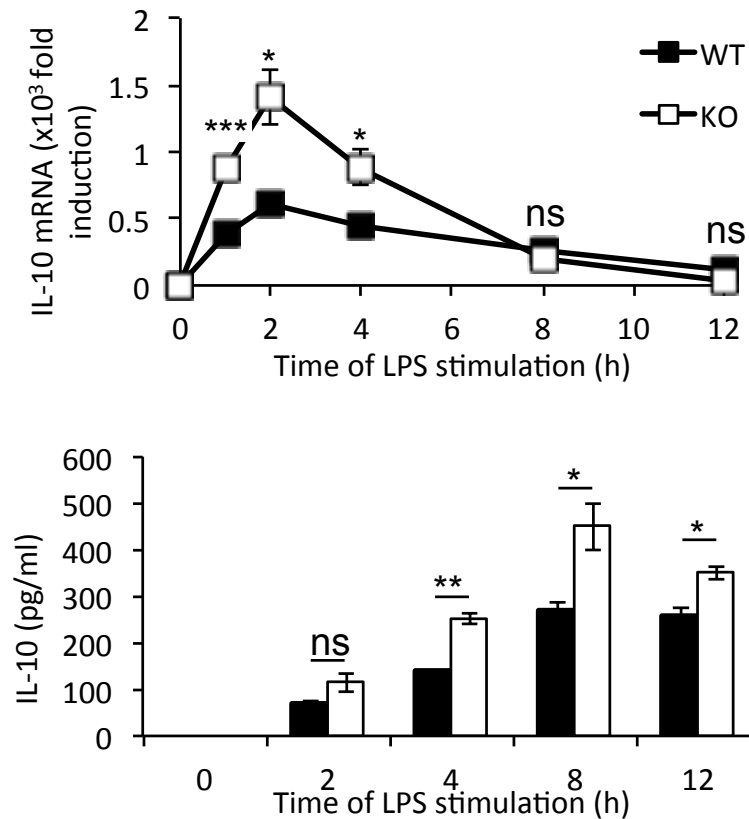 2
*
WT
1.5
KO
***
*
1
ns
0.5
ns
0
0 2 4 6 8 10 12
IL-10 mRNA (x10³ fold
induction)
Time of LPS stimulation (h)
600
500
*
400
*
**
300
ns
200
100
0
0 2 4 8 12
IL-10 (pg/ml)
Time of LPS stimulation (h)